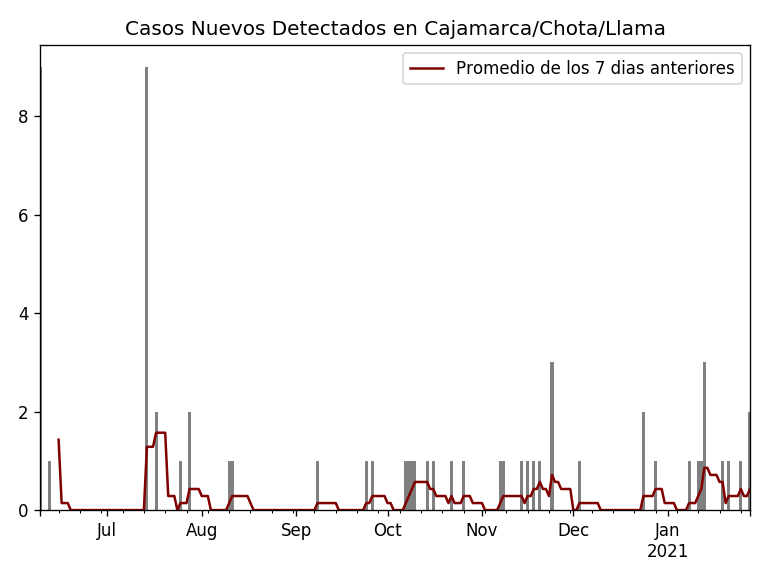 Casos Nuevos Detectados en Cajamarca/Chota/Llama
Promedio de los 7 dias anteriores
8
6
4
2
0
Jul Aug Sep Oct Nov Dec Jan
2021